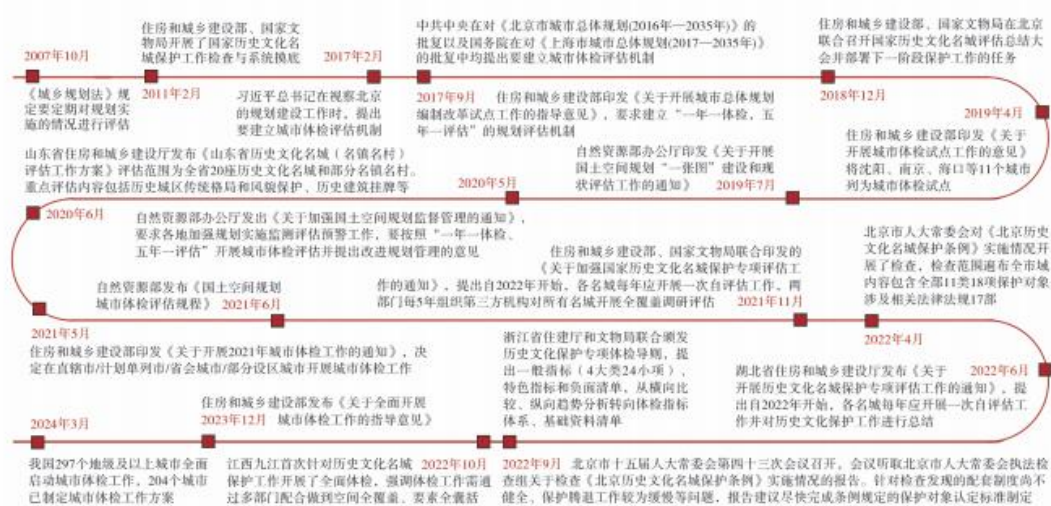 住房和城乡建设部、国家文
物局开展了国家历史文化名
城保护工作检查与系统摸底
2007年10月
《城乡规划法》规
定要定期对规划实
施的情况进行评估
2011年2月
2017年2月
习近平总书记在视察北京
的规划建设工作时，提出
要建立城市体检评估机制
中共中央在对《北京市城市总体规划(2016年—2035年)》的
批复以及国务院在对《上海市城市总体规划(2017—2035年)》
的批复中均提出要建立城市体检评估机制
2017年9月 住房和城乡建设部印发《关于开展城市总体规划
编制改革试点工作的指导意见》，要求建立“一年一体检，五
年一评估”的规划评估机制
住房和城乡建设部、国家文物局在北京
联合召开国家历史文化名城评估总结大
会并部署下一阶段保护工作的任务
2018年12月
2019年4月
住房和城乡建设部印发《关于
开展城市体检试点工作的意见》
将沈阳、南京、海口等11个城市
列为城市体检试点
自然资源部办公厅印发《关于开展
国土空间规划“一张图”建设和现
状评估工作的通知》 2019年7月
山东省住房和城乡建设厅发布《山东省历史文化名城（名镇名村）
评估工作方案》评估范围为全省20座历史文化名城和部分名镇名村。
重点评估内容包括历史城区传统格局和风貌保护、历史建筑挂牌等
2020年5月
2020年6月
自然资源部办公厅发出《关于加强国土空间规划监督管理的通知》，
要求各地加强规划实施监测评估预警工作，要按照“一年一体检、
五年一评估”开展城市体检评估并提出改进规划管理的意见
2021年5月
住房和城乡建设部印发《关于开展2021年城市体检工作的通知》，决
定在直辖市/计划单列市/省会城市/部分设区城市开展城市体检工作
自然资源部发布《国土空间规划
城市体检评估规程》 2021年6月
住房和城乡建设部、国家文物局联合印发的
《关于加强国家历史文化名城保护专项评估工
作的通知》，提出自2022年开始，各名城每年应开展一次自评估工作，两
部门每5年组织第三方机构对所有名城开展全覆盖调研评估 2021年11月
北京市人大常委会对《北京历史
文化名城保护条例》实施情况开
展了检查，检查范围遍布全市域
内容包含全部11类18项保护对象
涉及相关法律法规17部
2022年4月
2022年6月
湖北省住房和城乡建设厅发布《关于
开展历史文化名城保护专项评估工作的通知》，提
出自2022年开始，各名城每年应开展一次自评估工
作并对历史文化保护工作进行总结
浙江省住建厅和文物局联合颁发
历史文化保护专项体检导则，提
出一般指标（4大类24小项）、
特色指标和负面清单，从横向比
较、纵向趋势分析转向体检指标
体系、基础资料清单
2022年9月 北京市十五届人大常委会第四十三次会议召开，会议听取北京市人大常委会执法检
查组关于检查《北京历史文化名城保护条例》实施情况的报告。针对检查发现的配套制度尚不
健全、保护腾退工作较为缓慢等问题，报告建议尽快完成条例规定的保护对象认定标准制定
江西九江首次针对历史文化名城 2022年10月
保护工作开展了全面体检，强调体检工作需通
过多部门配合做到空间全覆盖、要素全囊括
住房和城乡建设部发布《关于全面开展
2023年12月 城市体检工作的指导意见》
2024年3月
我国297个地级及以上城市全面
启动城市体检工作，204个城市
已制定城市体检工作方案